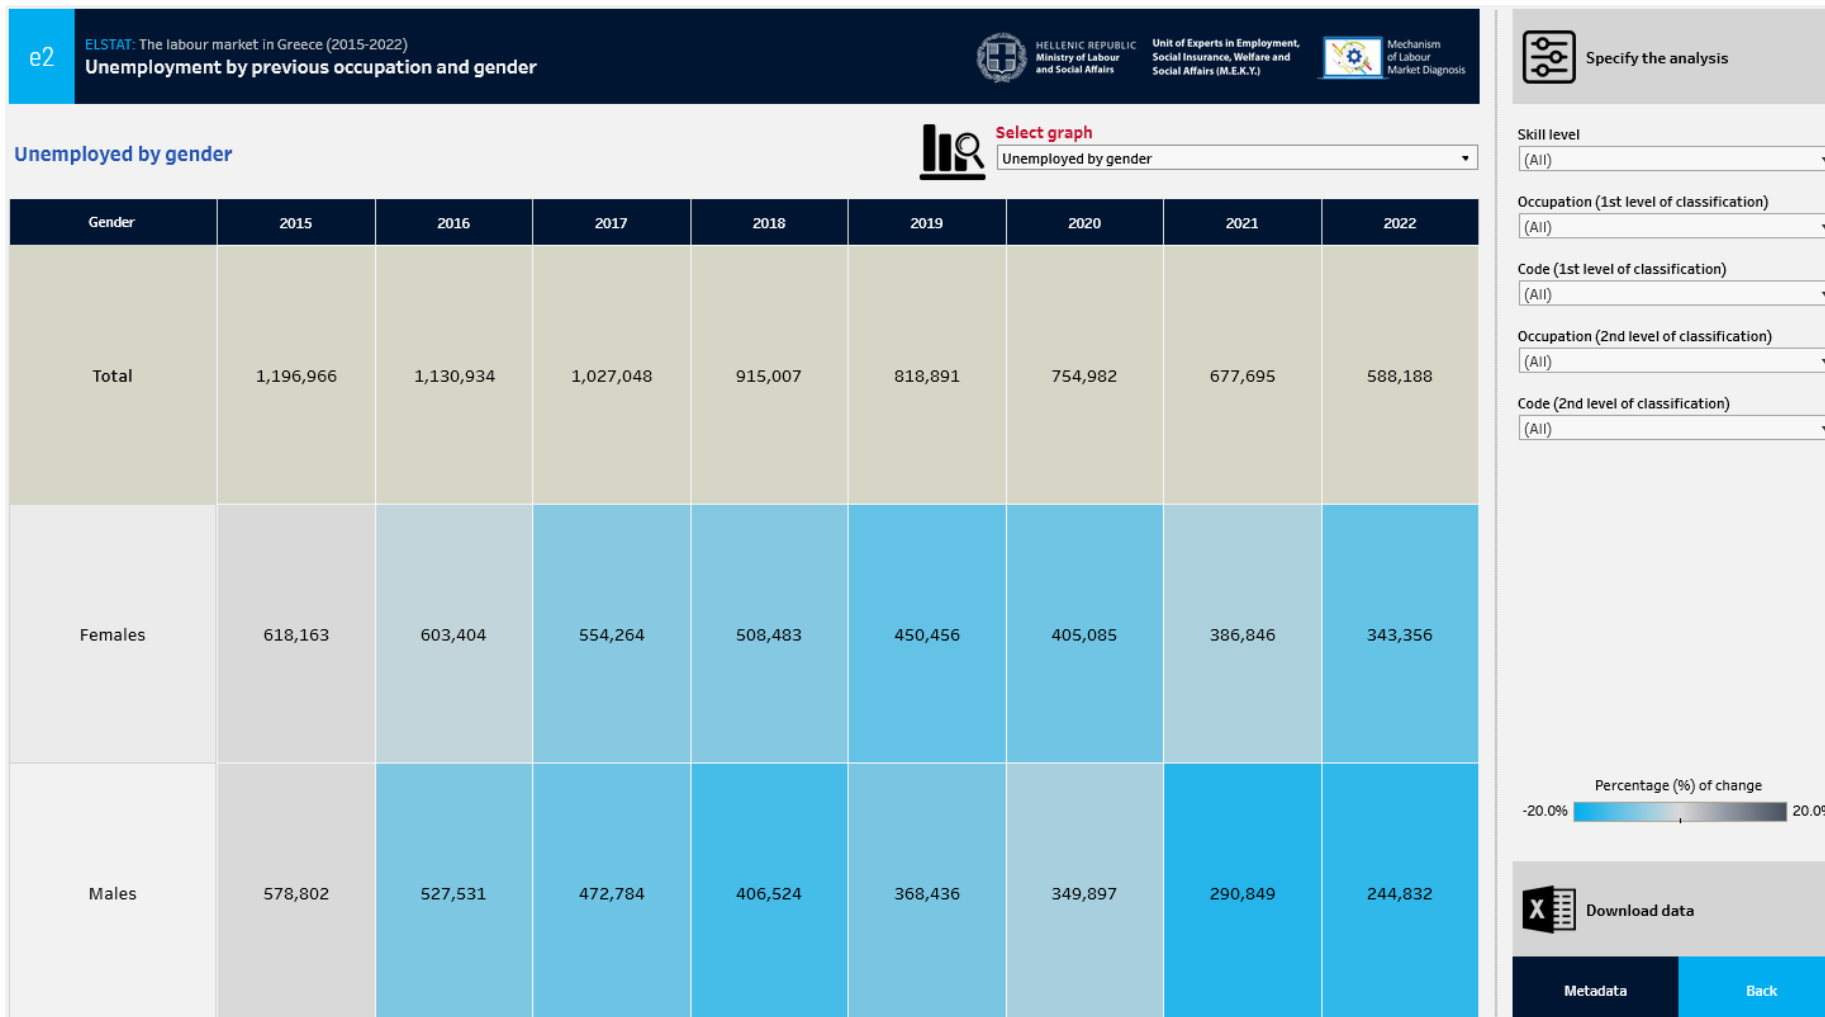 e2
ELSTAT: The labour market in Greece (2015-2022)
Unemployment by previous occupation and gender
HELLENIC REPUBLIC
Ministry of Labour
and Social Affairs
Unit of Experts in Employment,
Social Insurance, Welfare and
Social Affairs (M.E.K.Y.)
Mechanism
of Labour
Market Diagnosis
Specify the analysis
Unemployed by gender
Select graph
Unemployed by gender
Skill level
(All)
Occupation (1st level of classification)
(All)
Code (1st level of classification)
(All)
Occupation (2nd level of classification)
(All)
Code (2nd level of classification)
(All)
Gender 2015 2016 2017 2018 2019 2020 2021 2022
Total 1,196,966 1,130,934 1,027,048 915,007 818,891 754,982 677,695 588,188
Females 618,163 603,404 554,264 508,483 450,456 405,085 386,846 343,356
Males 578,802 527,531 472,784 406,524 368,436 349,897 290,849 244,832
Percentage (%) of change
-20.0% 20.0%
X
Download data
Metadata Back